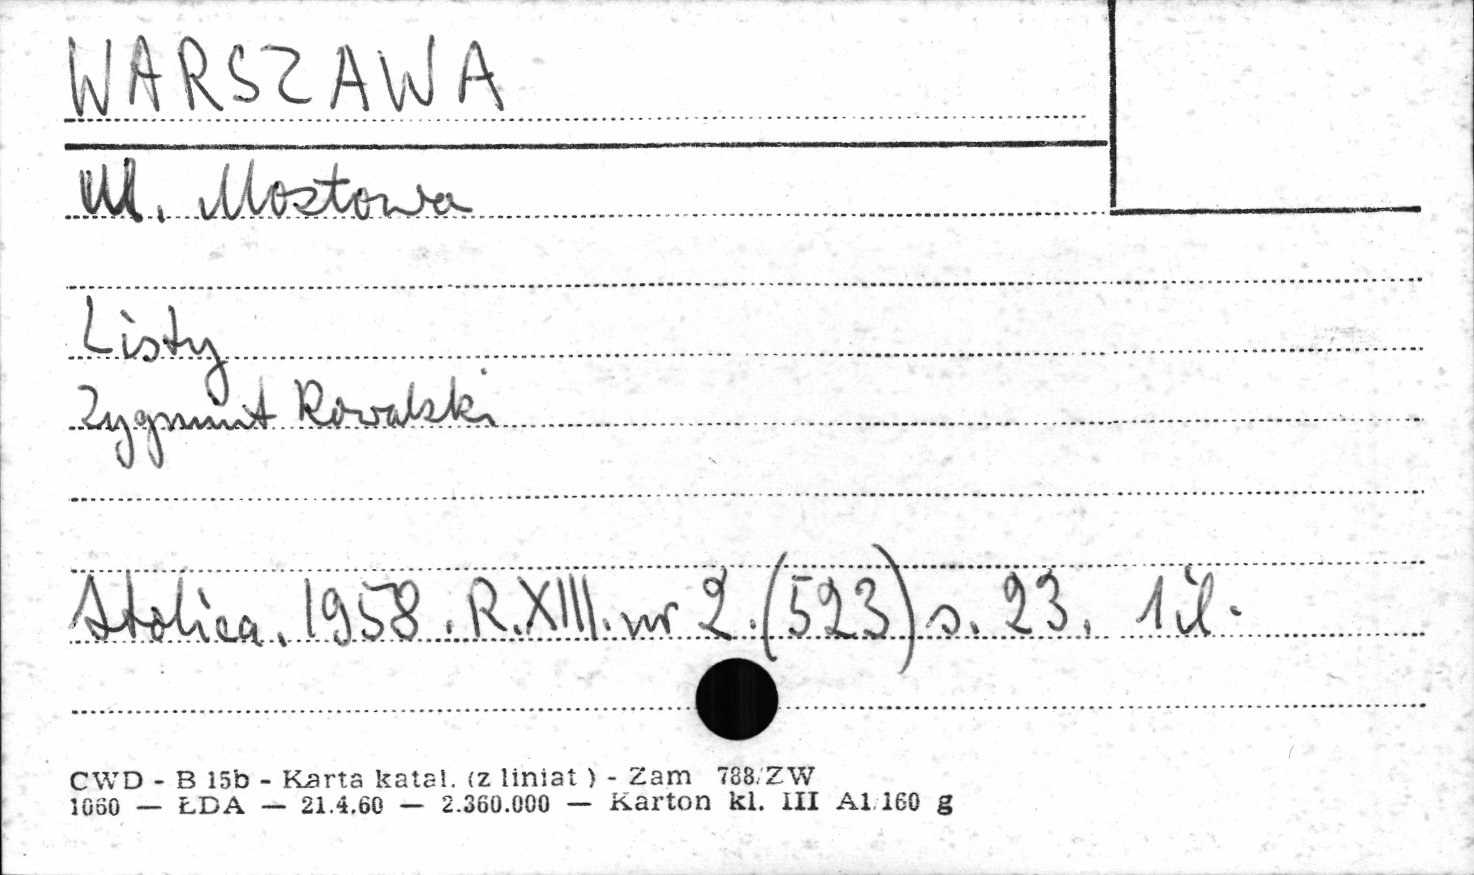 WARSZAWA
ul. Mostowa
Listy
Zygmunt Kowalski
Stolica. 1958. R.XIII. nr 2. (523) s. 23. 1 il.
CWD - B 15b - Karta katal. (z liniat ) - Zam 788/ZW
1060 — ŁDA — 21.4.60 — 2.360.000 — Karton kl. III A1/160 g